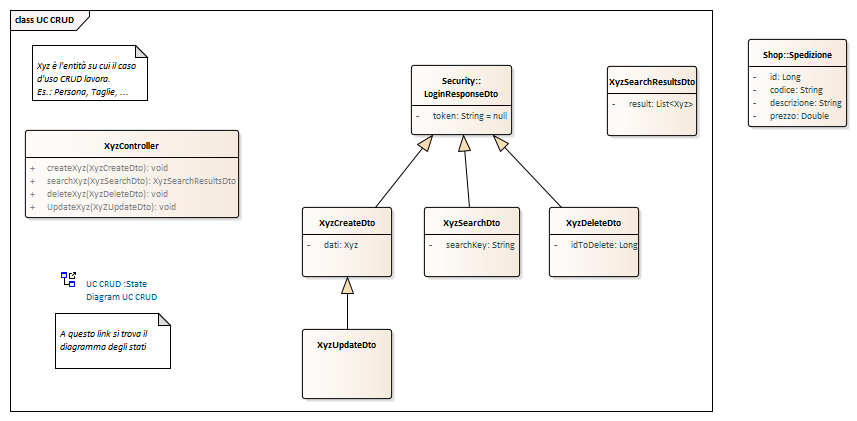 class UC CRUD
Xyz è l'entità su cui il caso
d'uso CRUD lavora.
Es.: Persona, Taglie, ...
XyzController
+ createXyz(XyzCreateDto): void
+ searchXyz(XyzSearchDto): XyzSearchResultsDto
+ deleteXyz(XyzDeleteDto): void
+ UpdateXyz(XyZUpdateDto): void
UC CRUD :State
Diagram UC CRUD
A questo link si trova il
diagramma degli stati
Security::
LoginResponseDto
- token: String = null
XyzSearchResultsDto
- result: List<Xyz>
XyzCreateDto
- dati: Xyz
XyzSearchDto
- searchKey: String
XyzDeleteDto
- idToDelete: Long
XyzUpdateDto
Shop::Spedizione
- id: Long
- codice: String
- descrizione: String
- prezzo: Double